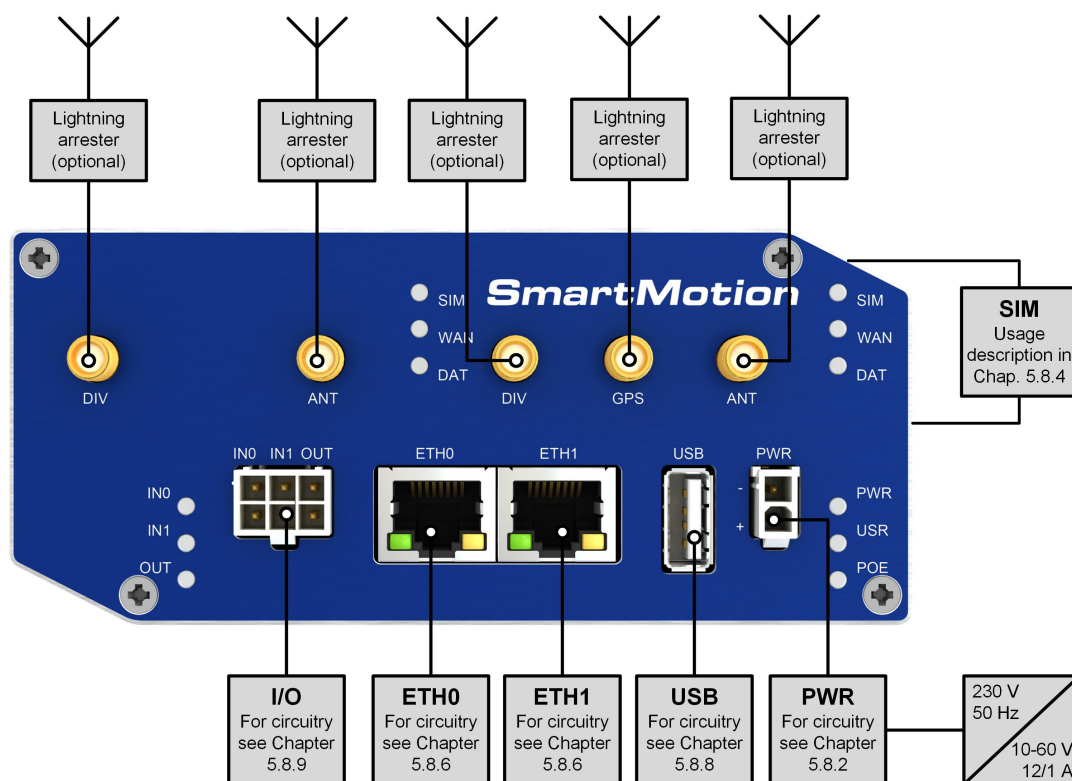 Lightning
arrester
(optional)
Lightning
arrester
(optional)
Lightning
arrester
(optional)
Lightning
arrester
(optional)
Lightning
arrester
(optional)
SmartMotion
SIM
WAN
DAT
SIM
WAN
DAT
DIV
ANT
DIV
GPS
ANT
SIM
Usage
description in
Chap. 5.8.4
IN0 IN1 OUT
ETH0
ETH1
USB
PWR
-
+
IN0
IN1
OUT
PWR
USR
POE
I/O
For circuitry
see Chapter
5.8.9
ETH0
For circuitry
see Chapter
5.8.6
ETH1
For circuitry
see Chapter
5.8.6
USB
For circuitry
see Chapter
5.8.8
PWR
For circuitry
see Chapter
5.8.2
230 V
50 Hz
10-60 V
12/1 A